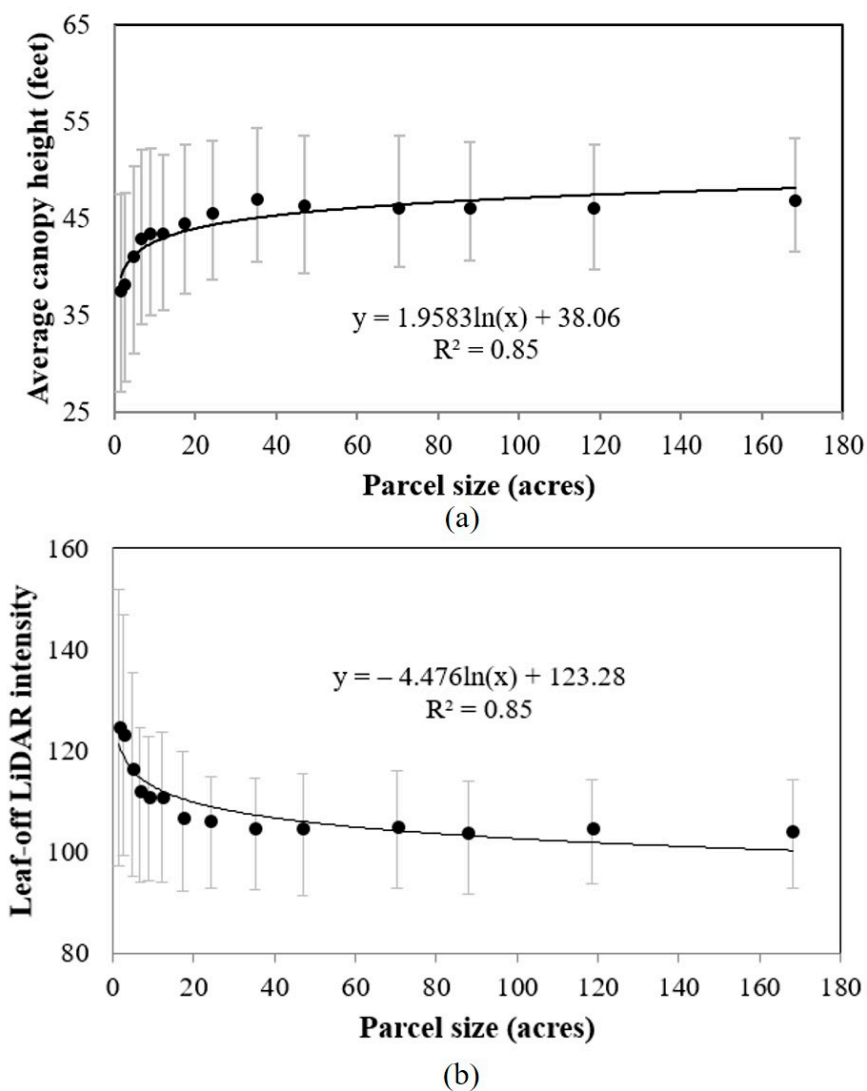 Average canopy height (feet)
65
55
45
35
25
y = 1.9583ln(x) + 38.06
R² = 0.85
0 20 40 60 80 100 120 140 160 180
Parcel size (acres)
(a)
Leaf-off LiDAR intensity
160
140
120
100
80
y = – 4.476ln(x) + 123.28
R² = 0.85
0 20 40 60 80 100 120 140 160 180
Parcel size (acres)
(b)